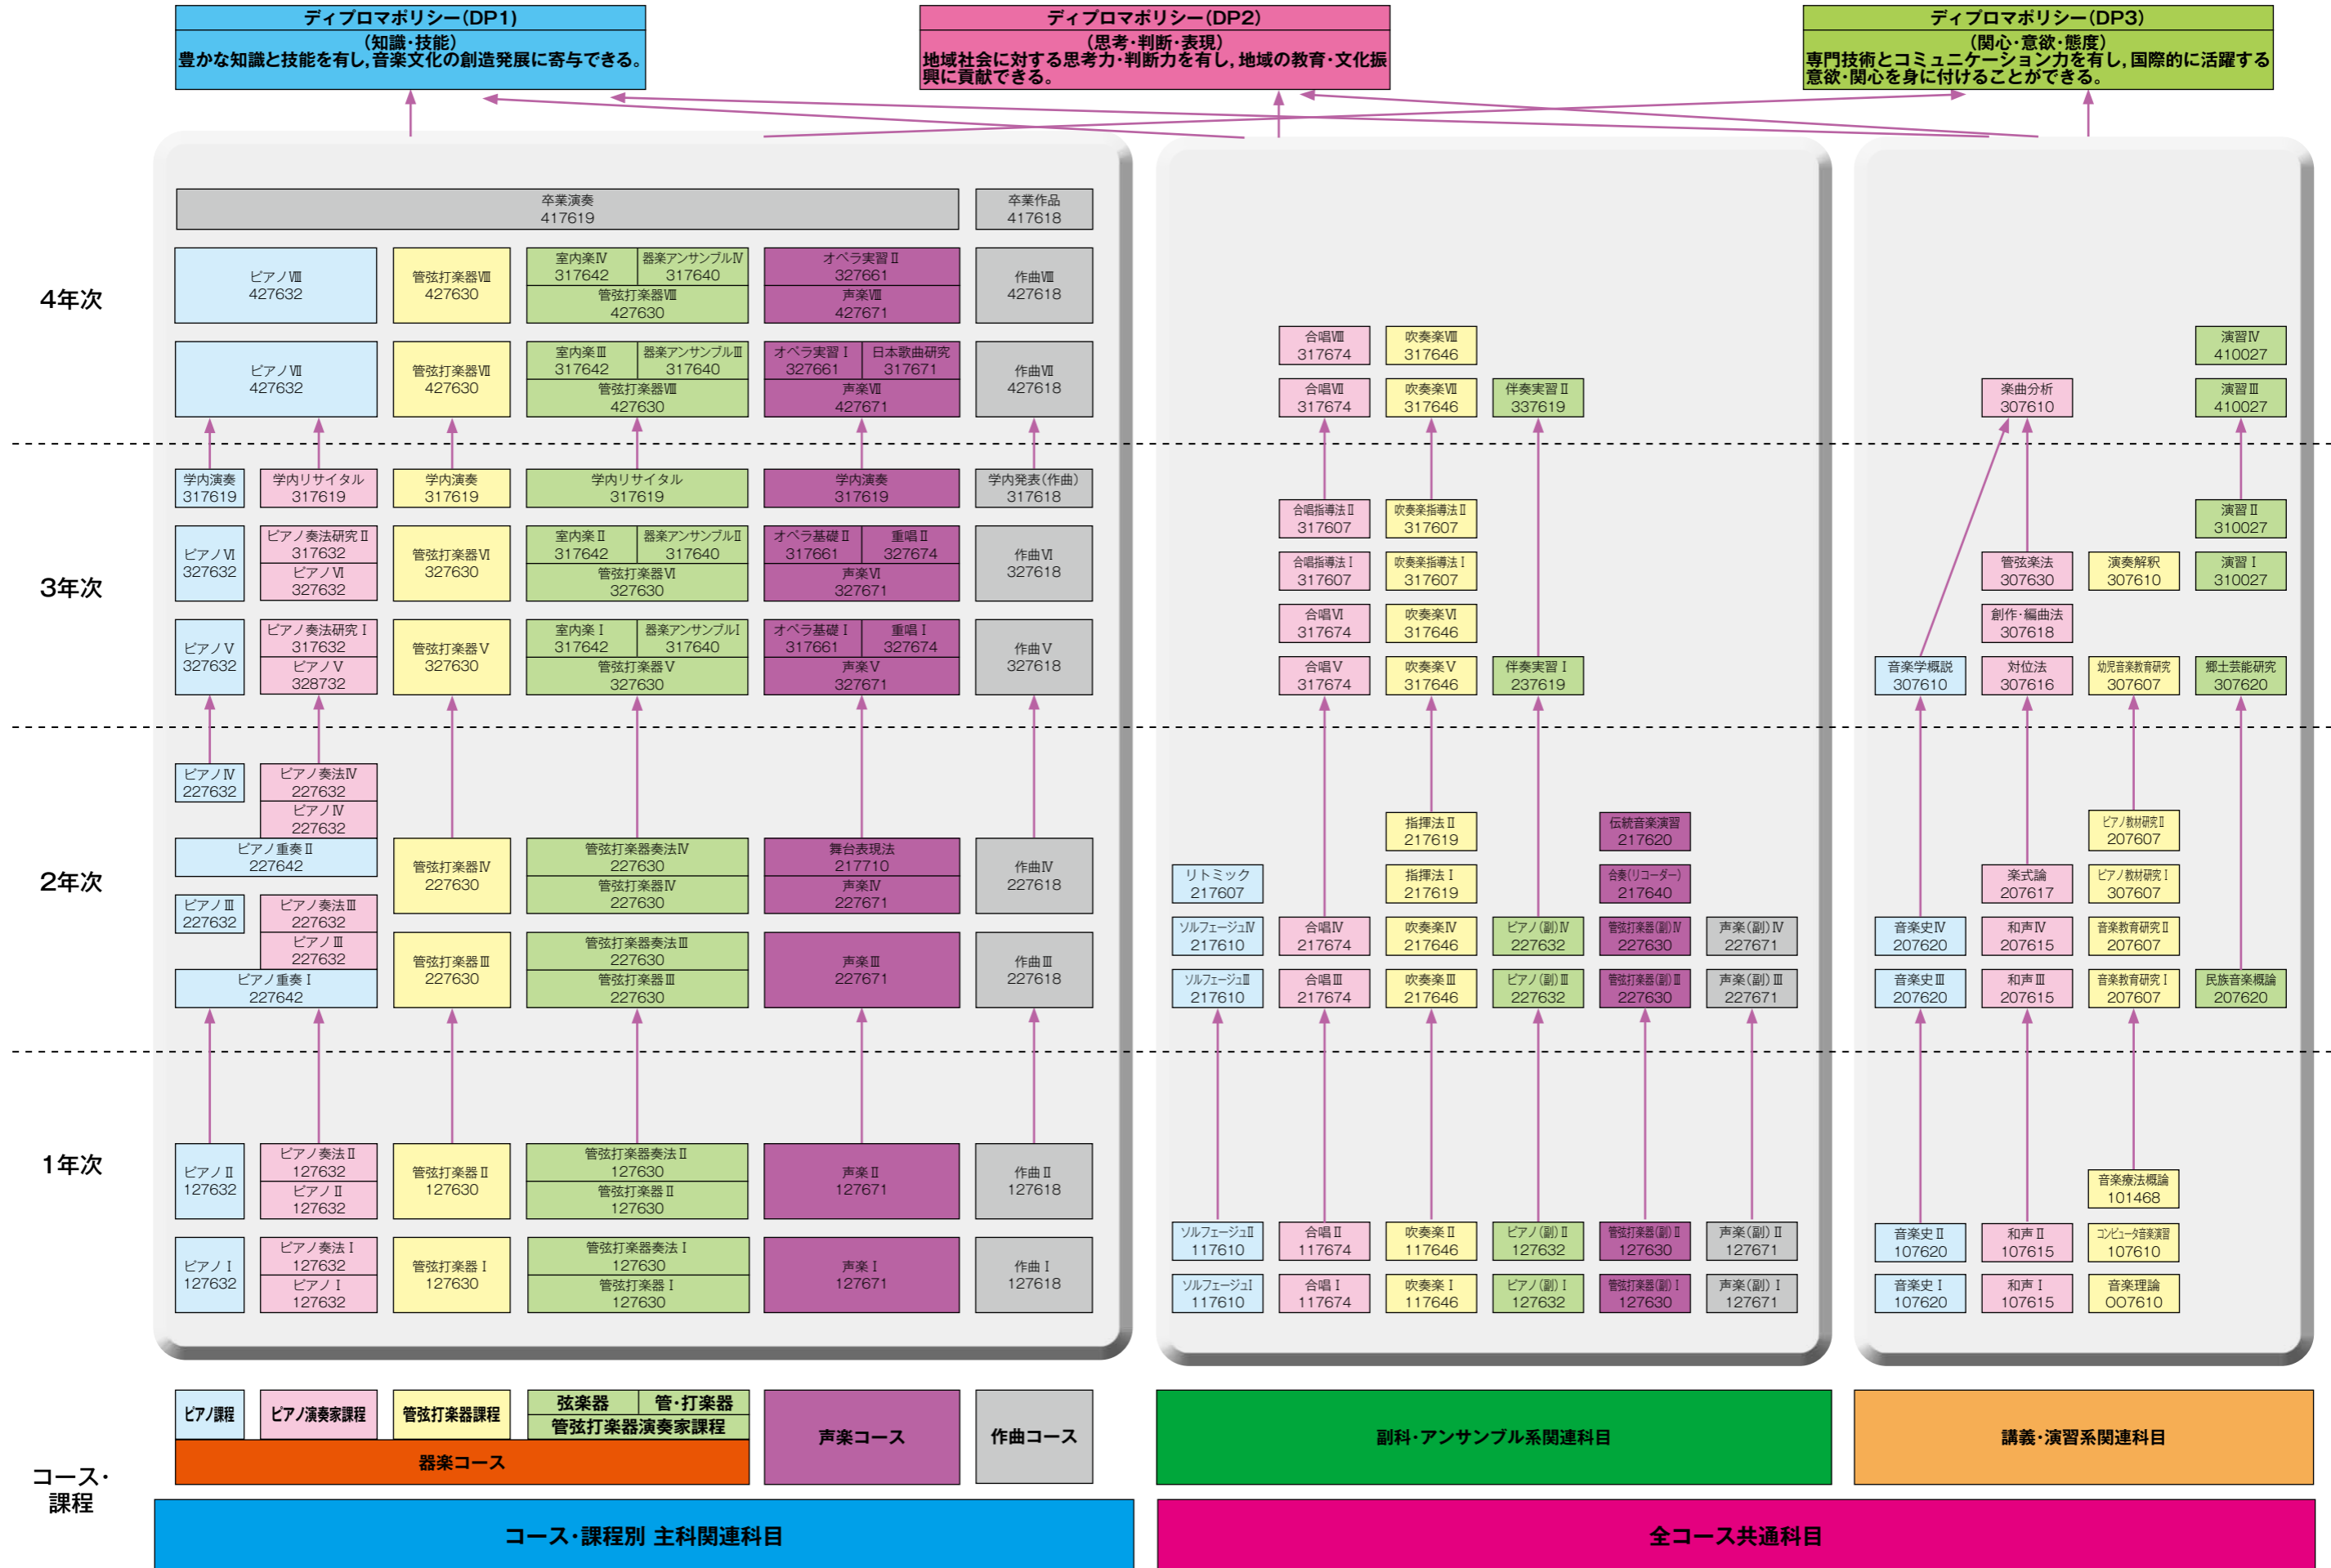 ディプロマポリシー(DP1)
(知識・技能)
豊かな知識と技能を有し,音楽文化の創造発展に寄与できる。
ディプロマポリシー(DP2)
(思考・判断・表現)
地域社会に対する思考力・判断力を有し,地域の教育・文化振
興に貢献できる。
ディプロマポリシー(DP3)
(関心・意欲・態度)
専門技術とコミュニケーション力を有し,国際的に活躍する
意欲・関心を身に付けることができる。
4年次
卒業演奏
417619
卒業作品
417618
ピアノⅧ
427632
管弦打楽器Ⅷ
427630
室内楽Ⅳ
317642
器楽アンサンブルⅣ
317640
管弦打楽器Ⅷ
427630
オペラ実習Ⅱ
327661
声楽Ⅷ
427671
作曲Ⅷ
427618
ピアノⅦ
427632
管弦打楽器Ⅶ
427630
室内楽Ⅲ
317642
器楽アンサンブルⅢ
317640
管弦打楽器Ⅶ
427630
オペラ実習Ⅰ
327661
日本歌曲研究
317671
声楽Ⅶ
427671
作曲Ⅶ
427618
合唱Ⅷ
317674
吹奏楽Ⅷ
317646
合唱Ⅶ
317674
吹奏楽Ⅶ
317646
伴奏実習Ⅱ
337619
演習Ⅳ
410027
楽曲分析
307610
演習Ⅲ
410027
3年次
学内演奏
317619
学内リサイタル
317619
学内演奏
317619
学内リサイタル
317619
学内演奏
317619
学内発表(作曲)
317618
ピアノⅥ
327632
ピアノ奏法研究Ⅱ
317632
ピアノⅥ
327632
管弦打楽器Ⅵ
327630
室内楽Ⅱ
317642
器楽アンサンブルⅡ
317640
管弦打楽器Ⅵ
327630
オペラ基礎Ⅱ
317661
重唱Ⅱ
327674
声楽Ⅵ
327671
作曲Ⅵ
327618
ピアノⅤ
327632
ピアノ奏法研究Ⅰ
317632
ピアノⅤ
328732
管弦打楽器Ⅴ
327630
室内楽Ⅰ
317642
器楽アンサンブルⅠ
317640
管弦打楽器Ⅴ
327630
オペラ基礎Ⅰ
317661
重唱Ⅰ
327674
声楽Ⅴ
327671
作曲Ⅴ
327618
合唱指導法Ⅱ
317607
吹奏楽指導法Ⅱ
317607
合唱指導法Ⅰ
317607
吹奏楽指導法Ⅰ
317607
合唱Ⅵ
317674
吹奏楽Ⅵ
317646
合唱Ⅴ
317674
吹奏楽Ⅴ
317646
伴奏実習Ⅰ
237619
演習Ⅱ
310027
管弦楽法
307630
演奏解釈
307610
演習Ⅰ
310027
創作・編曲法
307618
音楽学概説
307610
対位法
307616
幼児音楽教育研究
307607
郷土芸能研究
307620
2年次
ピアノⅣ
227632
ピアノ奏法Ⅳ
227632
ピアノⅣ
227632
ピアノ重奏Ⅱ
227642
管弦打楽器Ⅳ
227630
管弦打楽器奏法Ⅳ
227630
管弦打楽器Ⅳ
227630
舞台表現法
217710
声楽Ⅳ
227671
作曲Ⅳ
227618
ピアノⅢ
227632
ピアノ奏法Ⅲ
227632
ピアノⅢ
227632
ピアノ重奏Ⅰ
227642
管弦打楽器Ⅲ
227630
管弦打楽器奏法Ⅲ
227630
管弦打楽器Ⅲ
227630
声楽Ⅲ
227671
作曲Ⅲ
227618
指揮法Ⅱ
217619
伝統音楽演習
217620
リトミック
217607
指揮法Ⅰ
217619
合奏(リコーダー)
217640
ソルフェージュⅣ
217610
合唱Ⅳ
217674
吹奏楽Ⅳ
217646
ピアノ(副)Ⅳ
227632
管弦打楽器(副)Ⅳ
227630
声楽(副)Ⅳ
227671
ソルフェージュⅢ
217610
合唱Ⅲ
217674
吹奏楽Ⅲ
217646
ピアノ(副)Ⅲ
227632
管弦打楽器(副)Ⅲ
227630
声楽(副)Ⅲ
227671
ピアノ教材研究Ⅱ
207607
楽式論
207617
ピアノ教材研究Ⅰ
307607
音楽史Ⅳ
207620
和声Ⅳ
207615
音楽教育研究Ⅱ
207607
音楽史Ⅲ
207620
和声Ⅲ
207615
音楽教育研究Ⅰ
207607
民族音楽概論
207620
1年次
ピアノⅡ
127632
ピアノ奏法Ⅱ
127632
ピアノⅡ
127632
管弦打楽器Ⅱ
127630
管弦打楽器奏法Ⅱ
127630
管弦打楽器Ⅱ
127630
声楽Ⅱ
127671
作曲Ⅱ
127618
ピアノⅠ
127632
ピアノ奏法Ⅰ
127632
ピアノⅠ
127632
管弦打楽器Ⅰ
127630
管弦打楽器奏法Ⅰ
127630
管弦打楽器Ⅰ
127630
声楽Ⅰ
127671
作曲Ⅰ
127618
ソルフェージュⅡ
117610
合唱Ⅱ
117674
吹奏楽Ⅱ
117646
ピアノ(副)Ⅱ
127632
管弦打楽器(副)Ⅱ
127630
声楽(副)Ⅱ
127671
ソルフェージュⅠ
117610
合唱Ⅰ
117674
吹奏楽Ⅰ
117646
ピアノ(副)Ⅰ
127632
管弦打楽器(副)Ⅰ
127630
声楽(副)Ⅰ
127671
音楽療法概論
101468
音楽史Ⅱ
107620
和声Ⅱ
107615
コンピュータ音楽演習
107610
音楽史Ⅰ
107620
和声Ⅰ
107615
音楽理論
007610
コース・
課程
ピアノ課程
ピアノ演奏家課程
管弦打楽器課程
弦楽器
管・打楽器
管弦打楽器演奏家課程
器楽コース
声楽コース
作曲コース
副科・アンサンブル系関連科目
講義・演習系関連科目
コース・課程別 主科関連科目
全コース共通科目